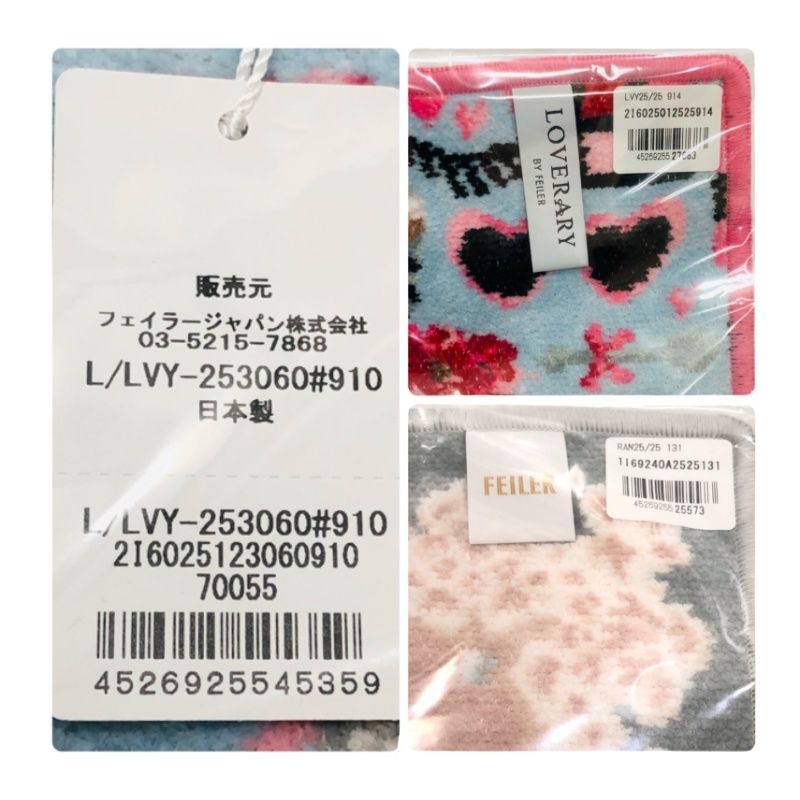 販売元
フェイラージャパン株式会社
03-5215-7868
L/LVY-253060#910
日本製
L/LVY-253060#910
2I6025123060910
70055
4526925545359
LOVERARY
BY FEILER
LVY25/25 914
2I6025012525914
FEILER
RAN25/25 131
1I69240A2525131
4526925525573